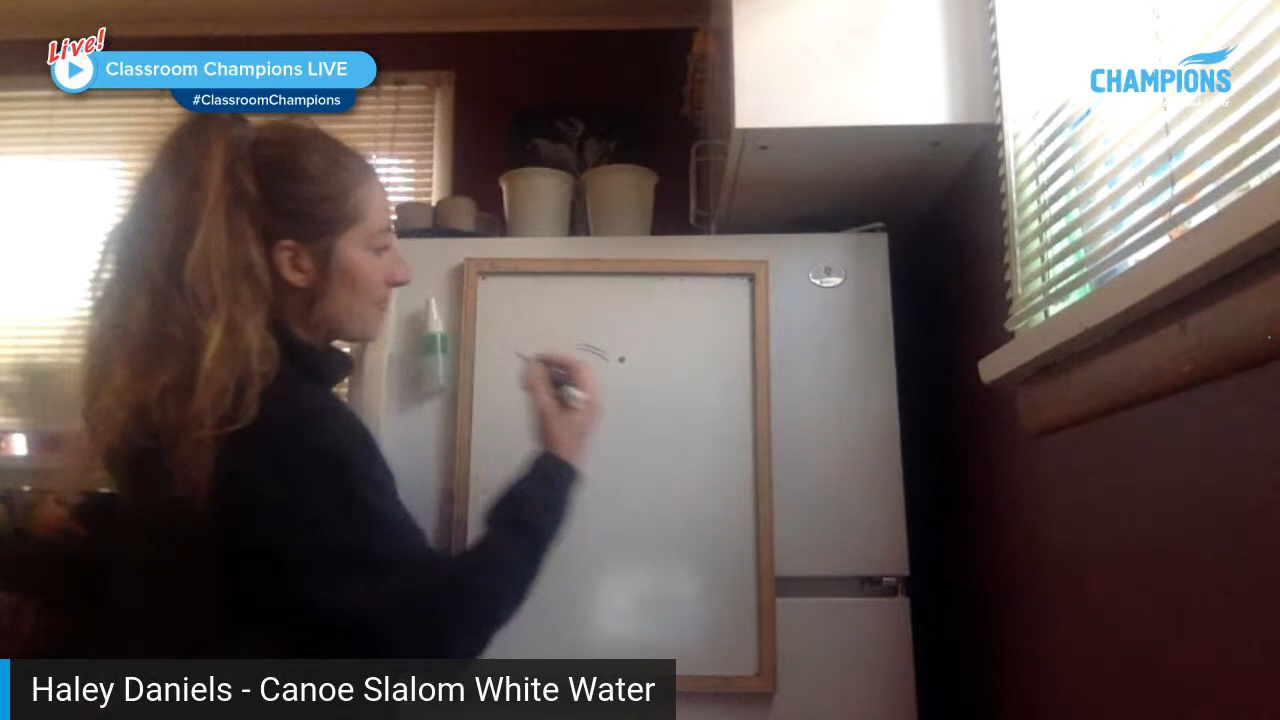 Live!
Classroom Champions LIVE
#ClassroomChampions
CHAMPIONS
Haley Daniels - Canoe Slalom White Water